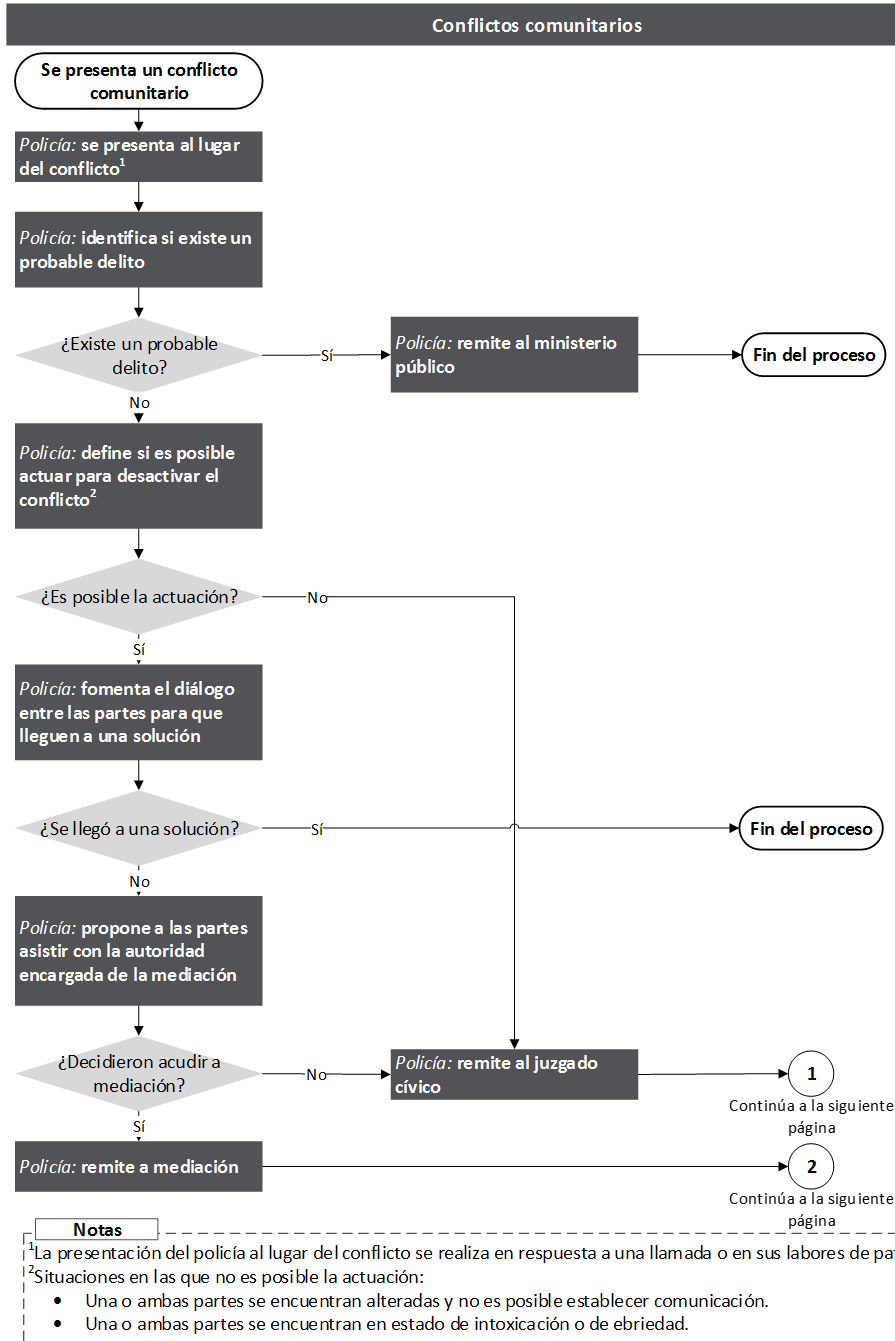 Conflictos comunitarios
Se presenta un conflicto
comunitario
Policía: se presenta al lugar
del conflicto1
Policía: identifica si existe un
probable delito
¿Existe un probable
delito?
Sí
Policía: remite al ministerio
público
Fin del proceso
No
Policía: define si es posible
actuar para desactivar el
conflicto2
¿Es posible la actuación?
No
Sí
Policía: fomenta el diálogo
entre las partes para que
lleguen a una solución
¿Se llegó a una solución?
Sí
Fin del proceso
No
Policía: propone a las partes
asistir con la autoridad
encargada de la mediación
¿Decidieron acudir a
mediación?
No
Policía: remite al juzgado
cívico
1
Continúa a la siguiente
página
Sí
Policía: remite a mediación
2
Continúa a la siguiente
página
Notas
1La presentación del policía al lugar del conflicto se realiza en respuesta a una llamada o en sus labores de
2Situaciones en las que no es posible la actuación:
• Una o ambas partes se encuentran alteradas y no es posible establecer comunicación.
• Una o ambas partes se encuentran en estado de intoxicación o de ebriedad.